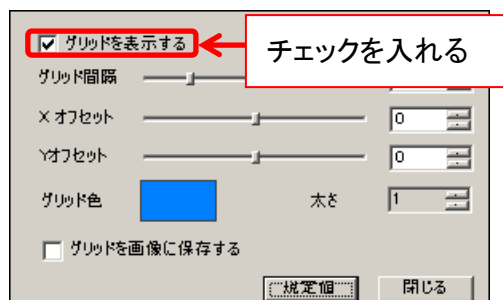 グリッドを表示する
チェックを入れる
グリッド間隔
X オフセット 0
Yオフセット 0
グリッド色 太さ 1
グリッドを画像に保存する
規定値 閉じる